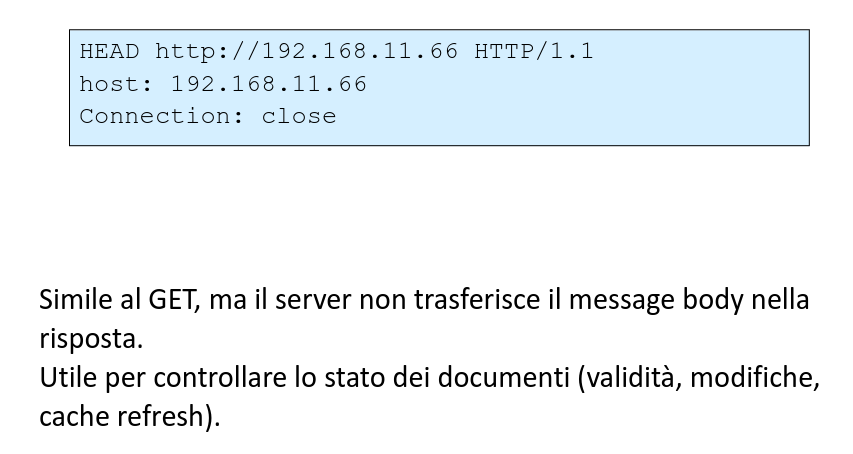 HEAD http://192.168.11.66 HTTP/1.1
host: 192.168.11.66
Connection: close
Simile al GET, ma il server non trasferisce il message body nella
risposta.
Utile per controllare lo stato dei documenti (validità, modifiche,
cache refresh).